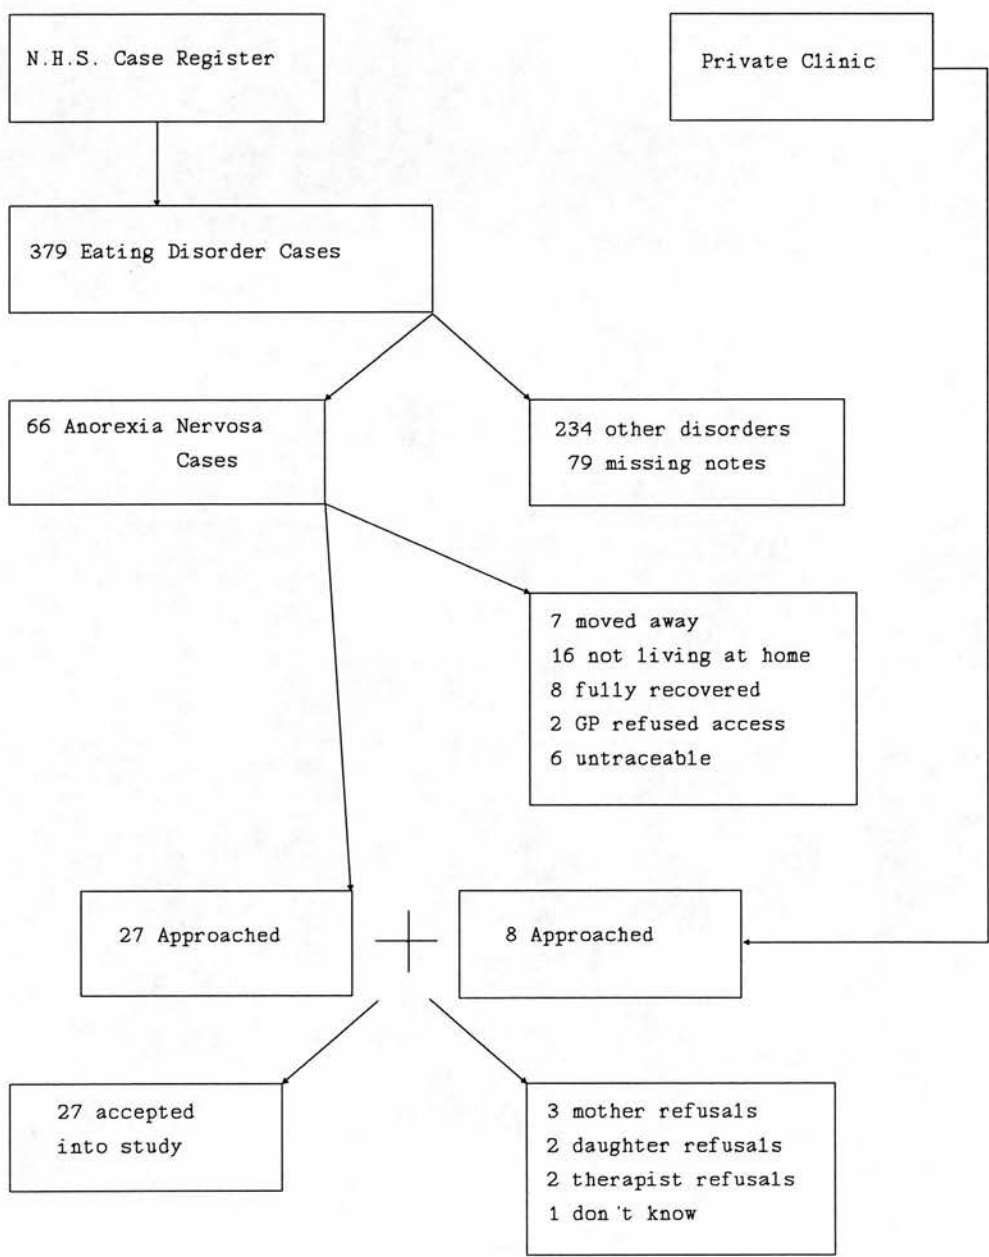 N.H.S. Case Register
Private Clinic
379 Eating Disorder Cases
66 Anorexia Nervosa
Cases
234 other disorders
79 missing notes
7 moved away
16 not living at home
8 fully recovered
2 GP refused access
6 untraceable
27 Approached
+
8 Approached
27 accepted
into study
3 mother refusals
2 daughter refusals
2 therapist refusals
1 don't know